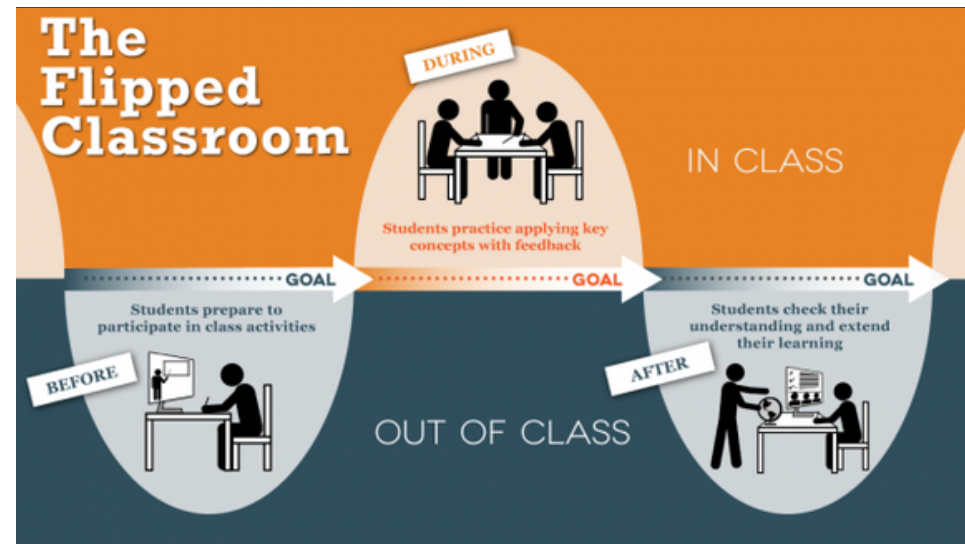 The
Flipped
Classroom
DURING
IN CLASS
Students practice applying key
concepts with feedback
GOAL
GOAL
GOAL
Students prepare to
participate in class activities
BEFORE
OUT OF CLASS
Students check their
understanding and extend
their learning
AFTER